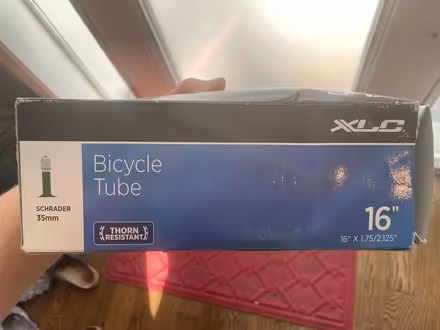 XLC
SCHRADER
35mm
Bicycle
Tube
THORN
RESISTANT
16"
16" X 1.75/2.125"